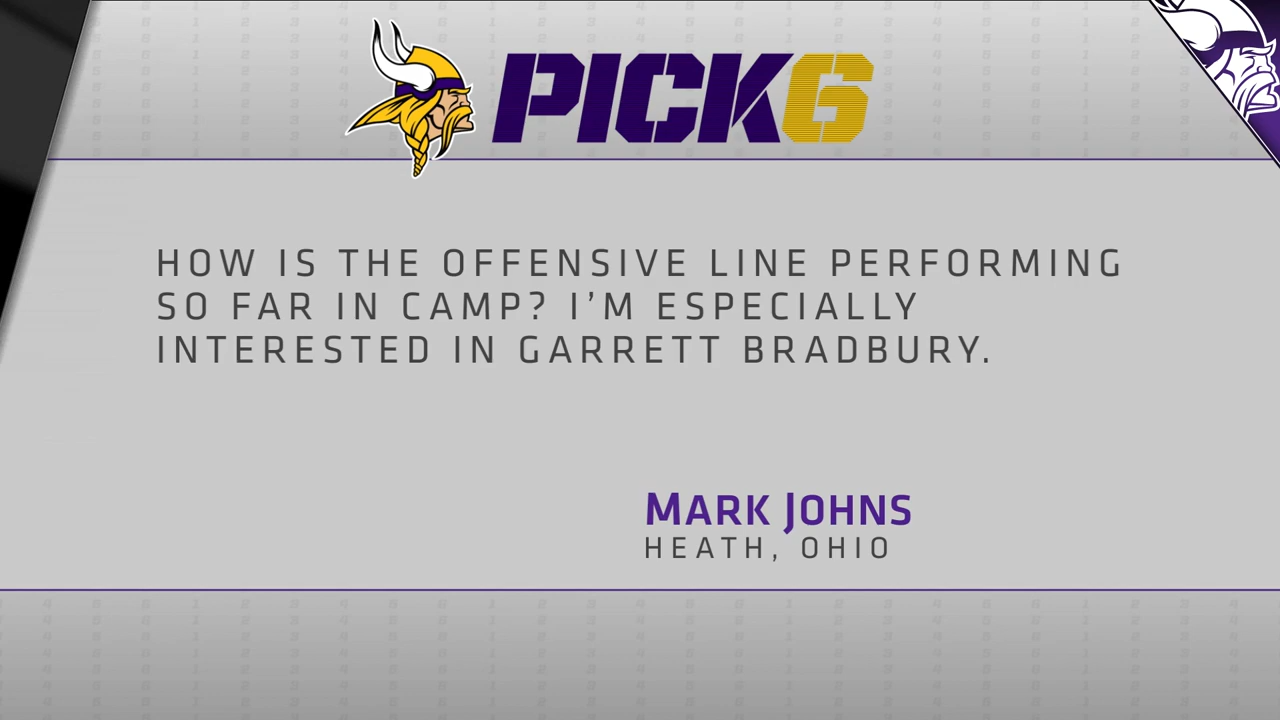 PICK6
HOW IS THE OFFENSIVE LINE PERFORMING
SO FAR IN CAMP? I'M ESPECIALLY
INTERESTED IN GARRETT BRADBURY.
MARK JOHNS
HEATH, OHIO